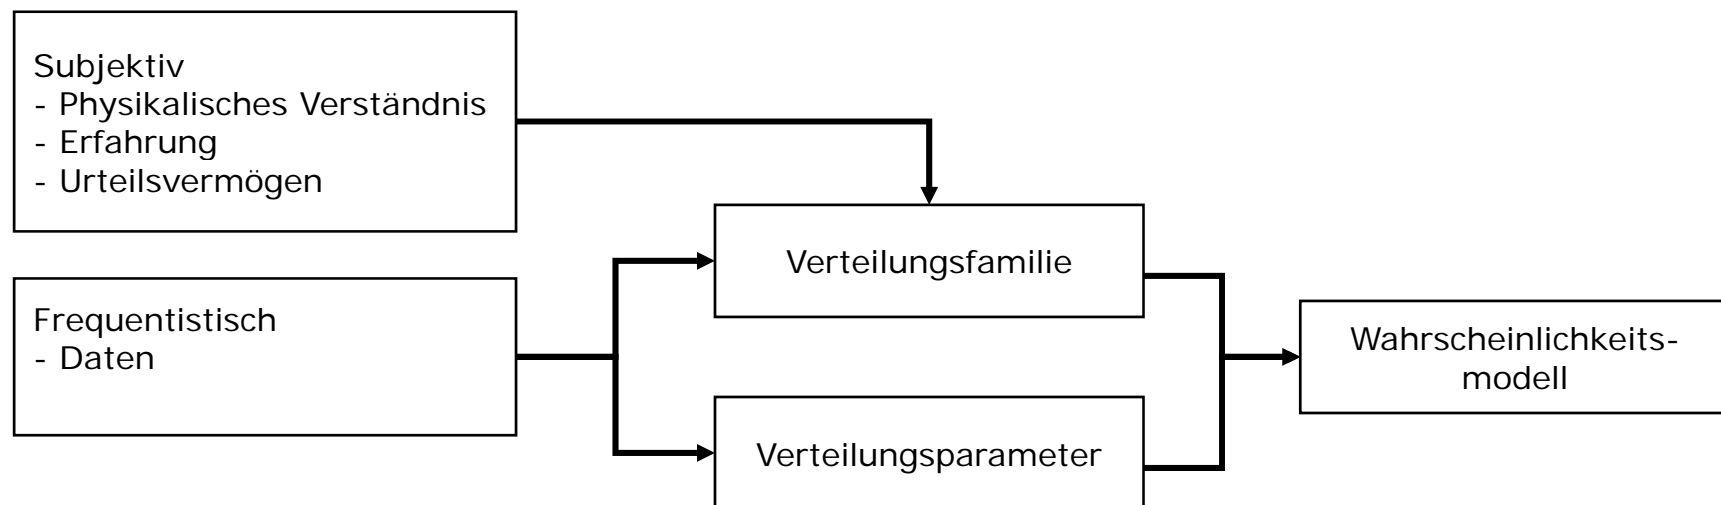 Subjektiv
- Physikalisches Verständnis
- Erfahrung
- Urteilsvermögen
Verteilungsfamilie
Frequentistisch
- Daten
Wahrscheinlichkeits-
modell
Verteilungsparameter